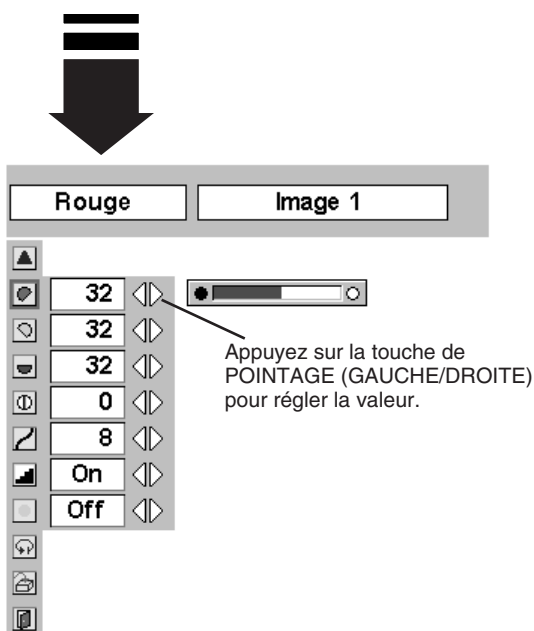 Rouge
Image 1
32
32
Appuyez sur la touche de
POINTAGE (GAUCHE/DROITE)
pour régler la valeur.
32
0
8
On
Off